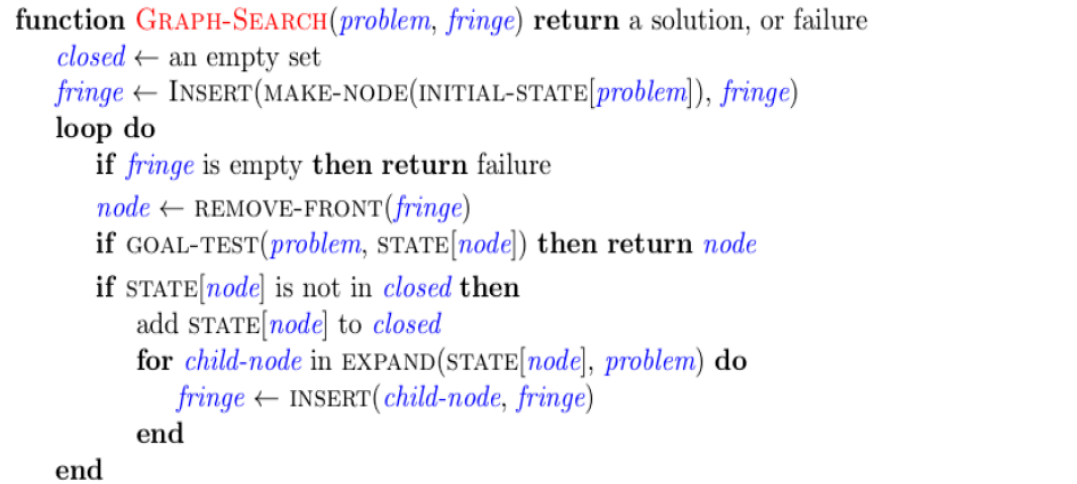 function GRAPH-SEARCH(problem, fringe) return a solution, or failure
closed ← an empty set
fringe ← INSERT(MAKE-NODE(INITIAL-STATE[problem]), fringe)
loop do
if fringe is empty then return failure
node ← REMOVE-FRONT(fringe)
if GOAL-TEST(problem, STATE[node]) then return node
if STATE[node] is not in closed then
add STATE[node] to closed
for child-node in EXPAND(STATE[node], problem) do
fringe ← INSERT(child-node, fringe)
end
end